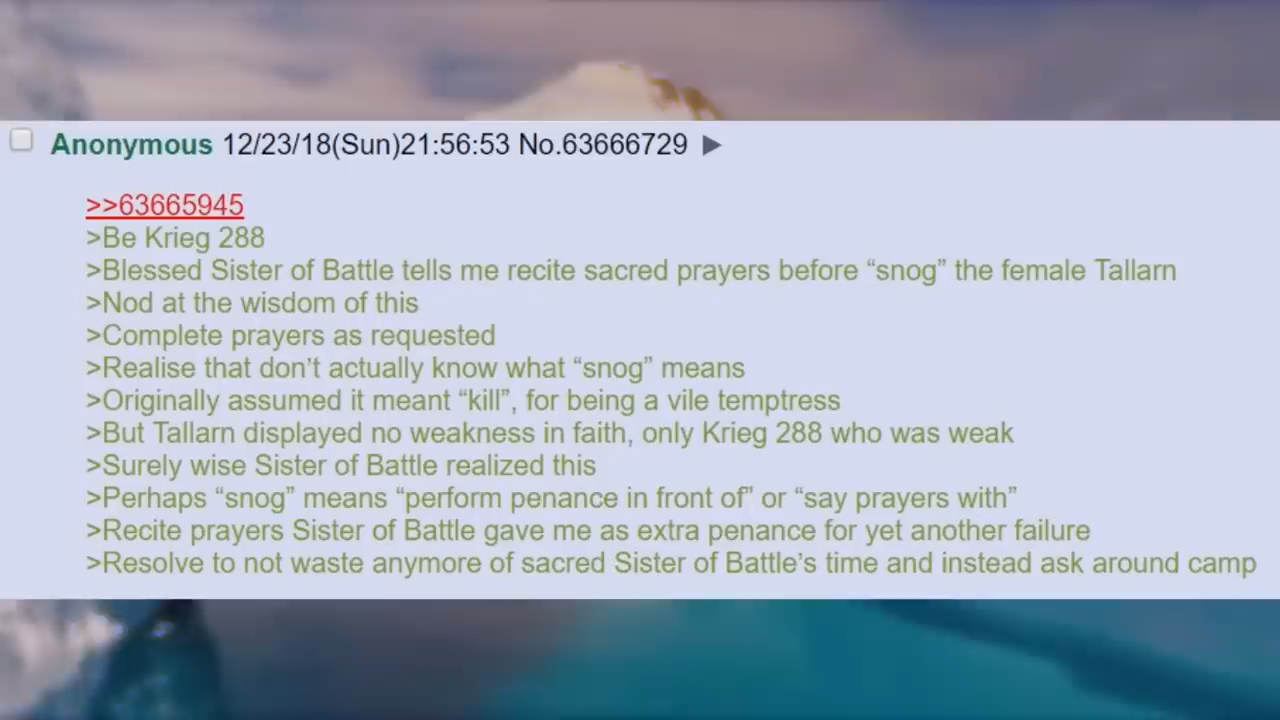 Anonymous 12/23/18(Sun)21:56:53 No.63666729 ▶
>>63665945
>Be Krieg 288
>Blessed Sister of Battle tells me recite sacred prayers before “snog” the female Tallarn
>Nod at the wisdom of this
>Complete prayers as requested
>Realise that don’t actually know what “snog” means
>Originally assumed it meant “kill”, for being a vile temptress
>But Tallarn displayed no weakness in faith, only Krieg 288 who was weak
>Surely wise Sister of Battle realized this
>Perhaps “snog” means “perform penance in front of” or “say prayers with”
>Recite prayers Sister of Battle gave me as extra penance for yet another failure
>Resolve to not waste anymore of sacred Sister of Battle’s time and instead ask around camp